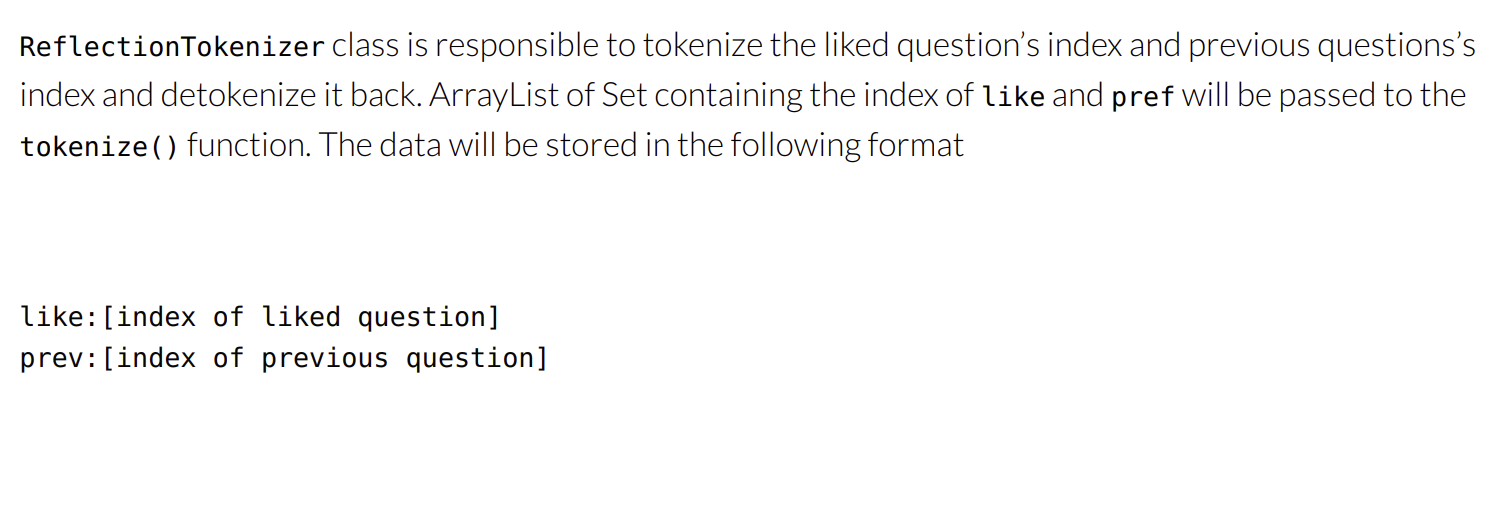 ReflectionTokenizer class is responsible to tokenize the liked question’s index and previous questions’s
index and detokenize it back. ArrayList of Set containing the index of like and pref will be passed to the
tokenize() function. The data will be stored in the following format
like:[index of liked question]
prev:[index of previous question]